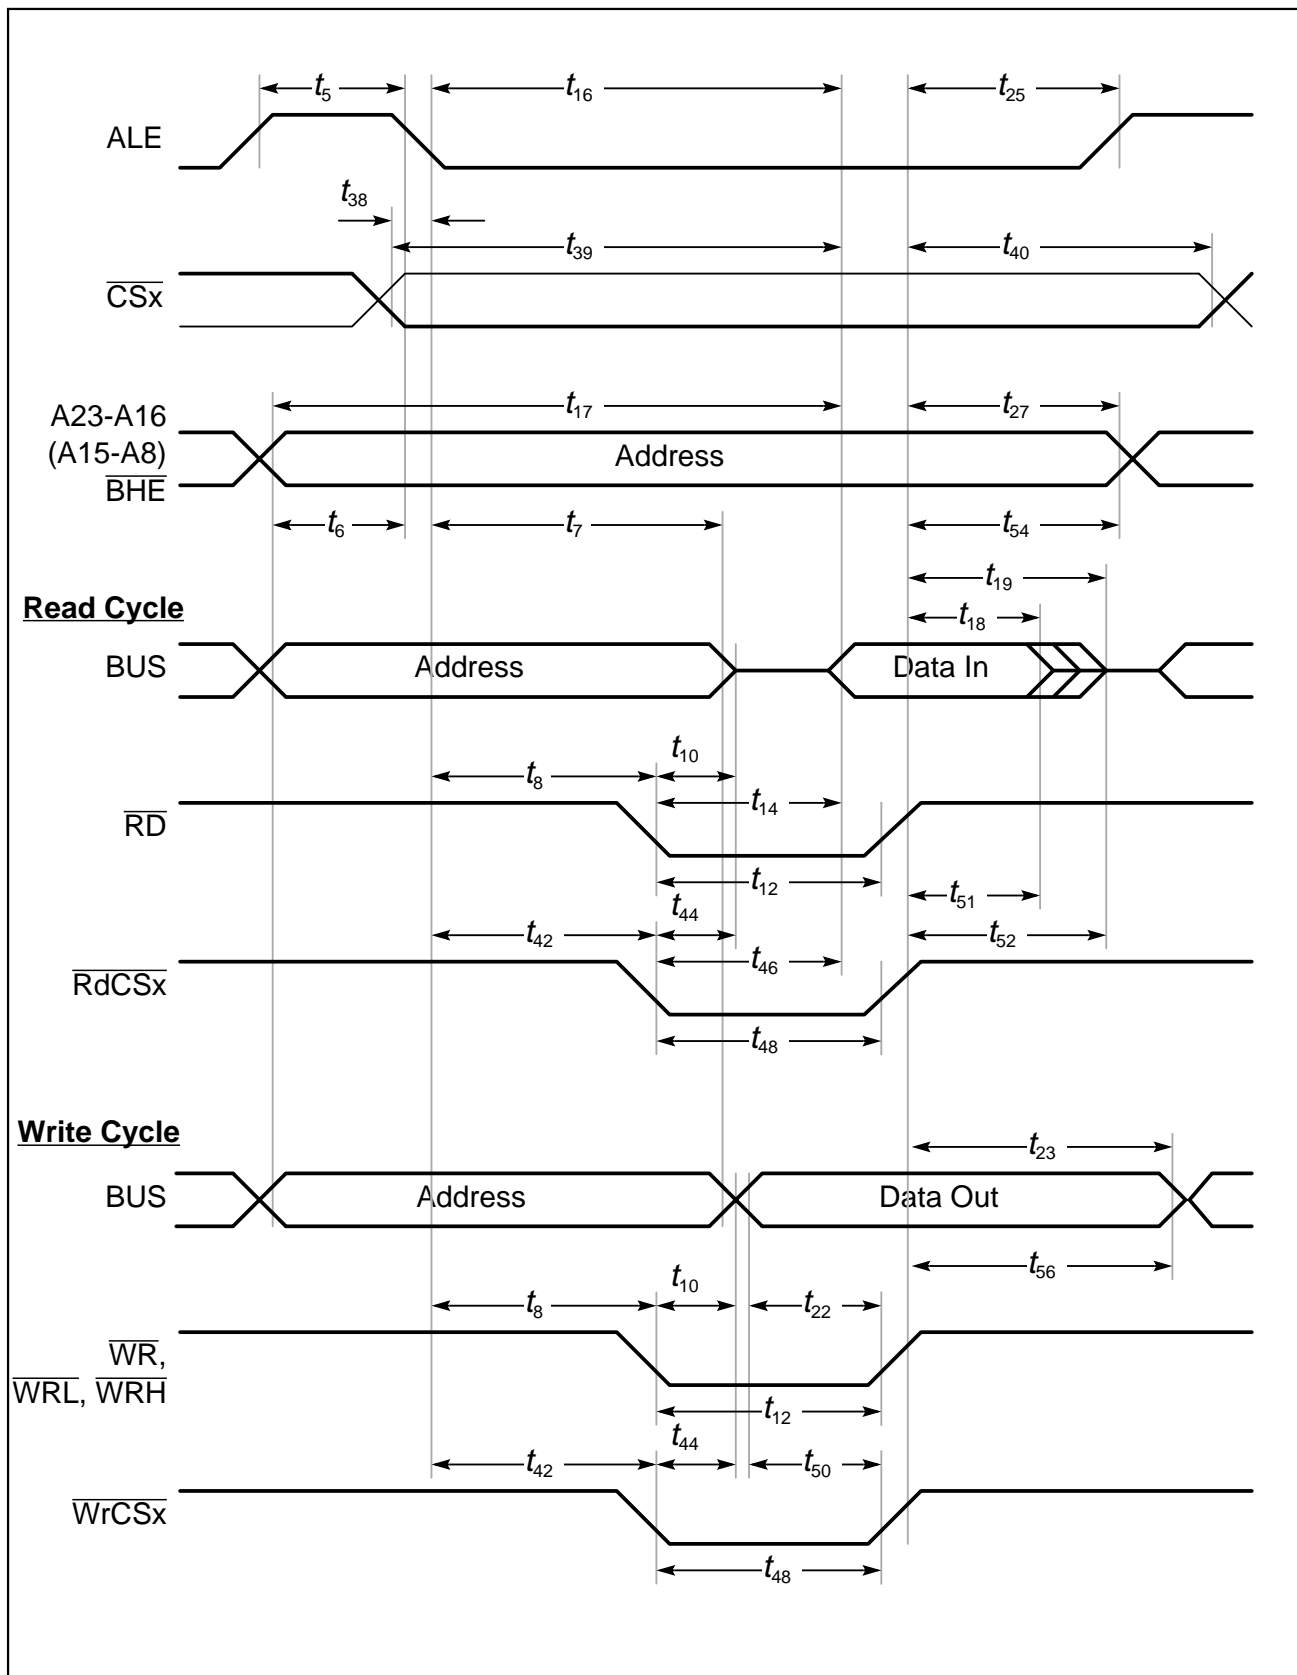 t5 t16 t25
ALE
t38
t39 t40
CSx
t17 t27
A23-A16
(A15-A8)
BHE
Address
t6 t7 t54
t19
Read Cycle
t18
BUS Address Data In
t10
t8
t14
RD
t12
t51
t44
t42 t52
t46
RdCSx
t48
Write Cycle
t23
BUS Address Data Out
t56
t10
t8 t22
WR,
WRL, WRH
t12
t44
t42 t50
WrCSx
t48